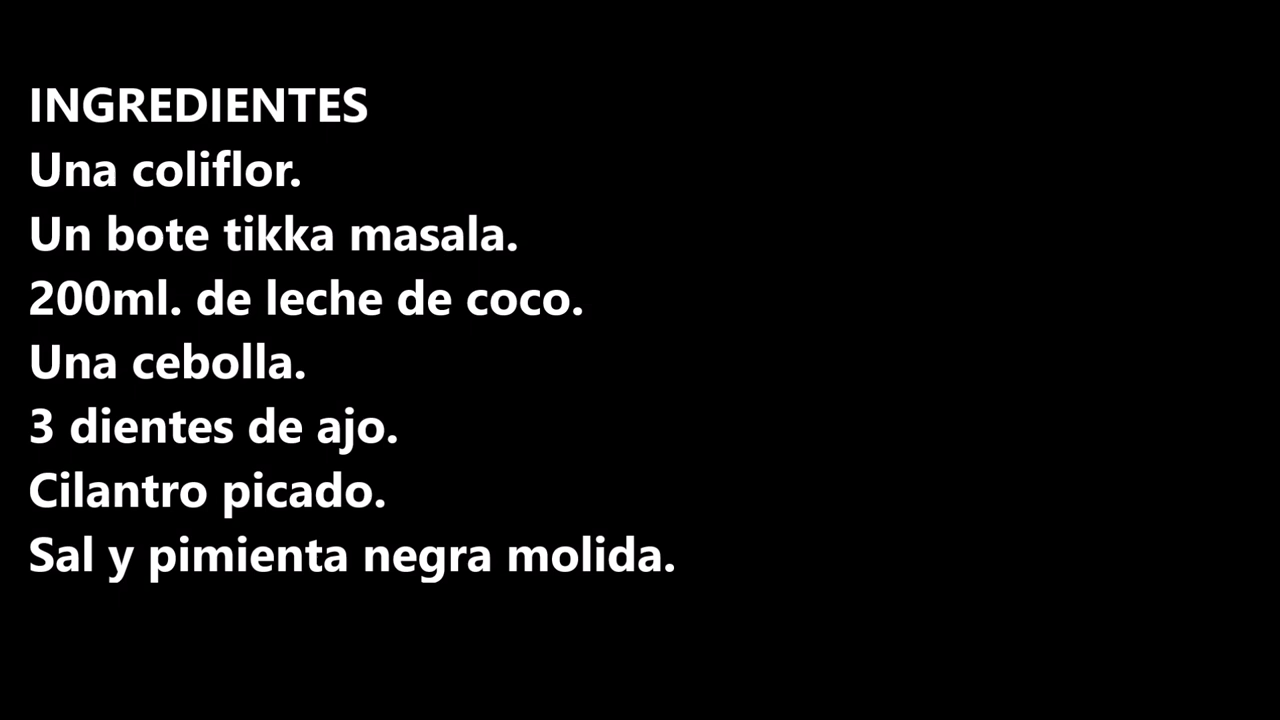 INGREDIENTES
Una coliflor.
Un bote tikka masala.
200ml. de leche de coco.
Una cebolla.
3 dientes de ajo.
Cilantro picado.
Sal y pimienta negra molida.